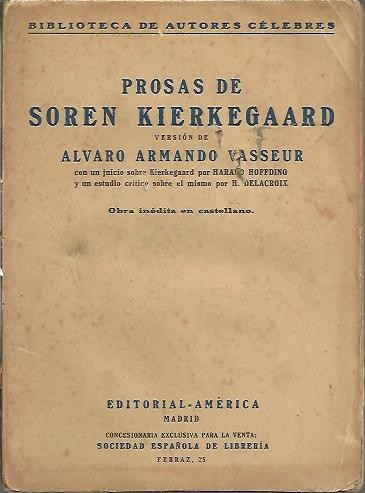 BIBLIOTECA DE AUTORES CÉLEBRES
PROSAS DE
SOREN KIERKEGAARD
VERSIÓN DE
ALVARO ARMANDO VASSEUR
con un juicio sobre Kierkegaard por HARALD HOFFDING
y un estudio crítico sobre el mismo por H. DELACROIX
Obra inédita en castellano.
EDITORIAL-AMÉRICA
MADRID
CONCESIONARIA EXCLUSIVA PARA LA VENTA:
SOCIEDAD ESPAÑOLA DE LIBRERÍA
FERRAZ, 25